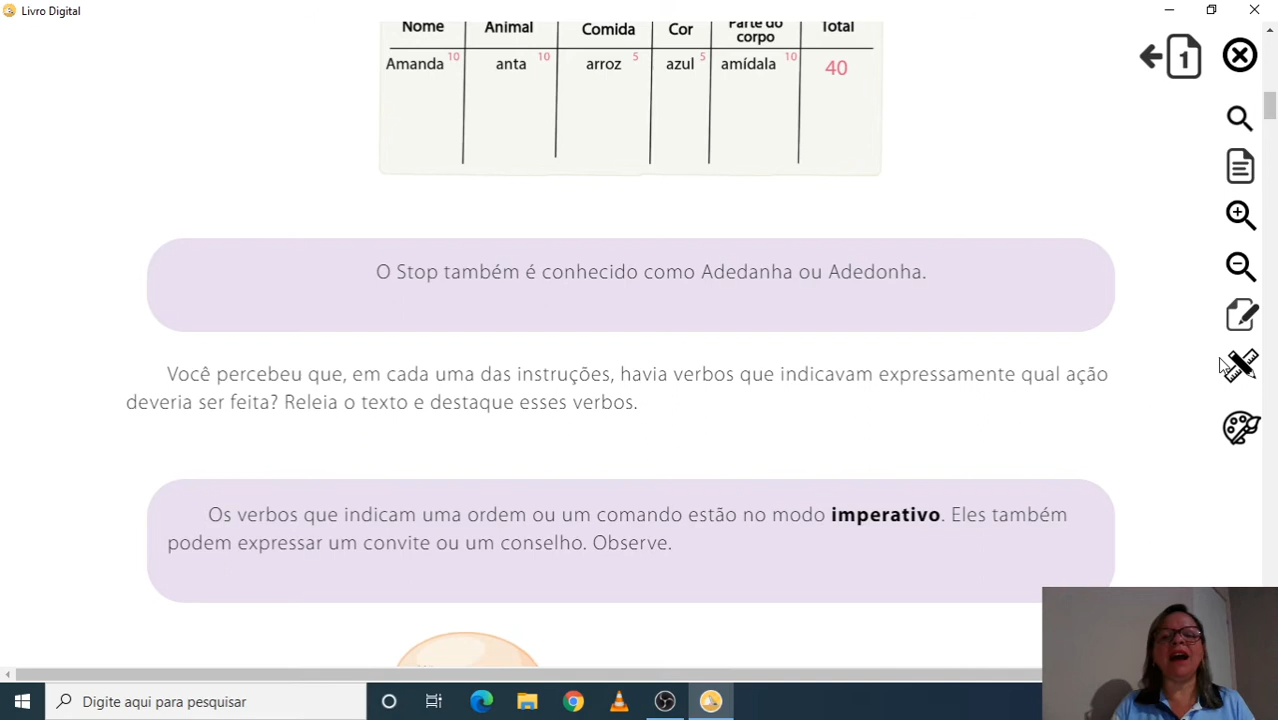 Livro Digital
Nome Animal Comida Cor Parte do corpo Total
Amanda 10 anta 10 arroz 5 azul 5 amídala 10 40
1
O Stop também é conhecido como Adedanha ou Adedonha.
Você percebeu que, em cada uma das instruções, havia verbos que indicavam expressamente qual ação
deveria ser feita? Releia o texto e destaque esses verbos.
Os verbos que indicam uma ordem ou um comando estão no modo imperativo. Eles também
podem expressar um convite ou um conselho. Observe.
Digite aqui para pesquisar